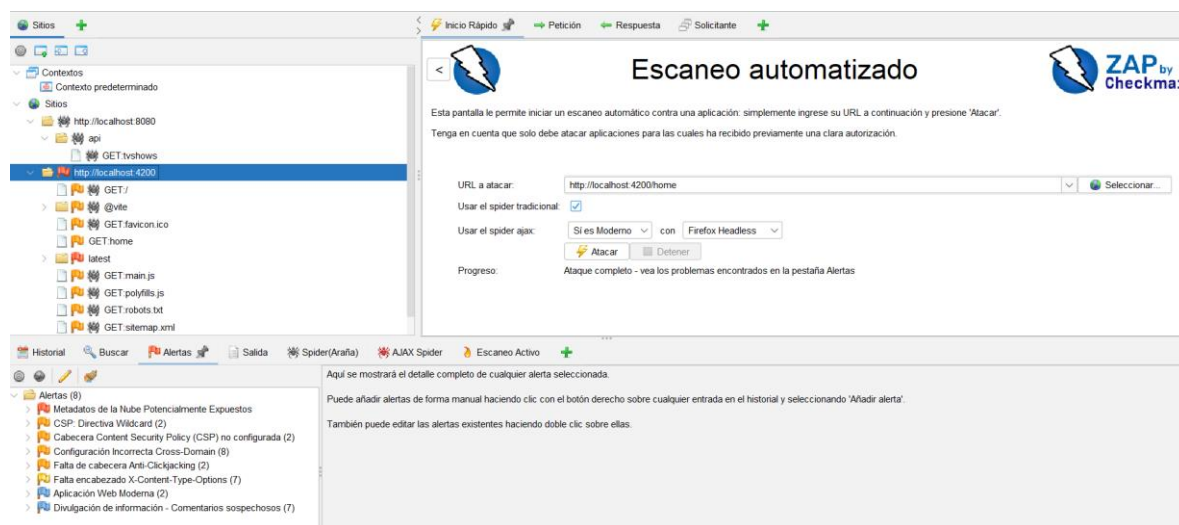 Sitios
Inicio Rápido
Petición
Respuesta
Solicitante
Contextos
Contexto predeterminado
Sitios
http://localhost:8080
api
GET:tvshows
http://localhost:4200
GET:/
@vite
GET:favicon.ico
GET:home
latest
GET:main.js
GET:polyfills.js
GET:robots.txt
GET:sitemap.xml
<
Escaneo automatizado
ZAP by
Checkma
Esta pantalla le permite iniciar un escaneo automático contra una aplicación: simplemente ingrese su URL a continuación y presione 'Atacar'.
Tenga en cuenta que solo debe atacar aplicaciones para las cuales ha recibido previamente una clara autorización.
URL a atacar: http://localhost:4200/home Seleccionar...
Usar el spider tradicional:
Usar el spider ajax: Sí es Moderno con Firefox Headless
Atacar Detener
Progreso: Ataque completo - vea los problemas encontrados en la pestaña Alertas
Historial
Buscar
Alertas
Salida
Spider(Araña)
AJAX Spider
Escaneo Activo
Alertas (8)
Metadatos de la Nube Potencialmente Expuestos
CSP: Directiva Wildcard (2)
Cabecera Content Security Policy (CSP) no configurada (2)
Configuración Incorrecta Cross-Domain (8)
Falta de cabecera Anti-Clickjacking (2)
Falta encabezado X-Content-Type-Options (7)
Aplicación Web Moderna (2)
Divulgación de información - Comentarios sospechosos (7)
Aquí se mostrará el detalle completo de cualquier alerta seleccionada.
Puede añadir alertas de forma manual haciendo clic con el botón derecho sobre cualquier entrada en el historial y seleccionando 'Añadir alerta'.
También puede editar las alertas existentes haciendo doble clic sobre ellas.